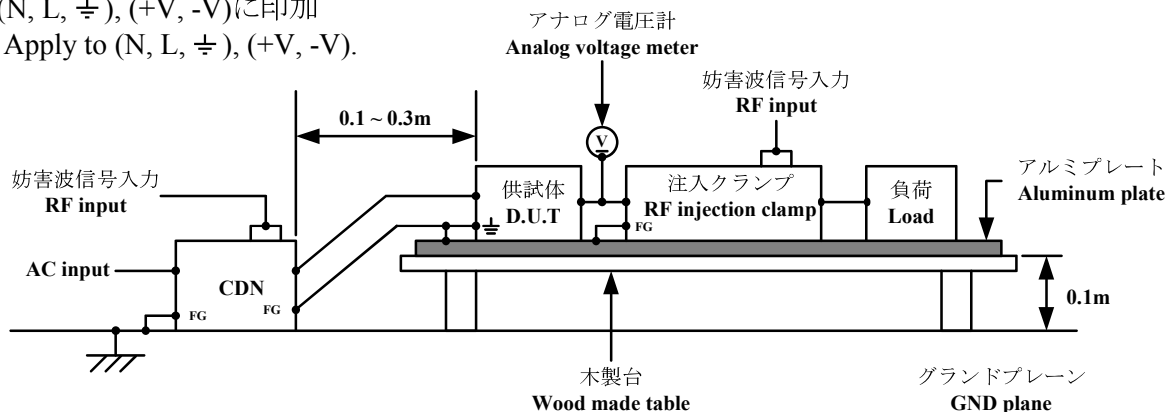 (N, L, ⏚), (+V, -V)に印加
Apply to (N, L, ⏚), (+V, -V).
アナログ電圧計
Analog voltage meter
妨害波信号入力
RF input
0.1 ~ 0.3m
V
妨害波信号入力
RF input
供試体
D.U.T
注入クランプ
RF injection clamp
FG
負荷
Load
アルミプレート
Aluminum plate
AC input
CDN
FG
FG
0.1m
木製台
Wood made table
グランドプレーン
GND plane